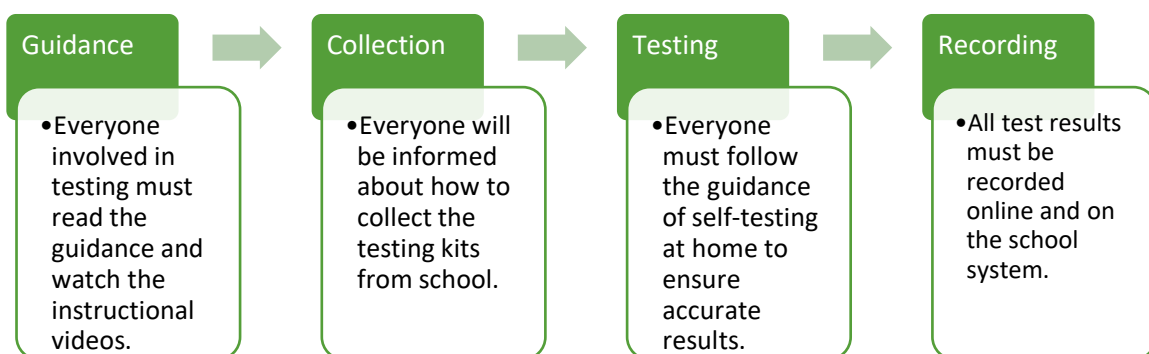 Guidance
•Everyone
involved in
testing must
read the
guidance and
watch the
instructional
videos.
Collection
•Everyone will
be informed
about how to
collect the
testing kits
from school.
Testing
•Everyone
must follow
the guidance
of self-testing
at home to
ensure
accurate
results.
Recording
•All test results
must be
recorded
online and on
the school
system.